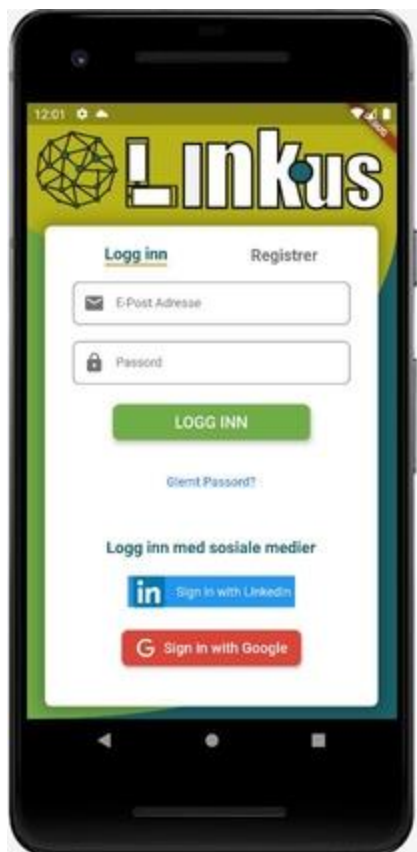 12:01
Linkus
Logg inn
Registrer
E-Post Adresse
Passord
LOGG INN
Glemt Passord?
Logg inn med sosiale medier
in Sign in with LinkedIn
G Sign in with Google